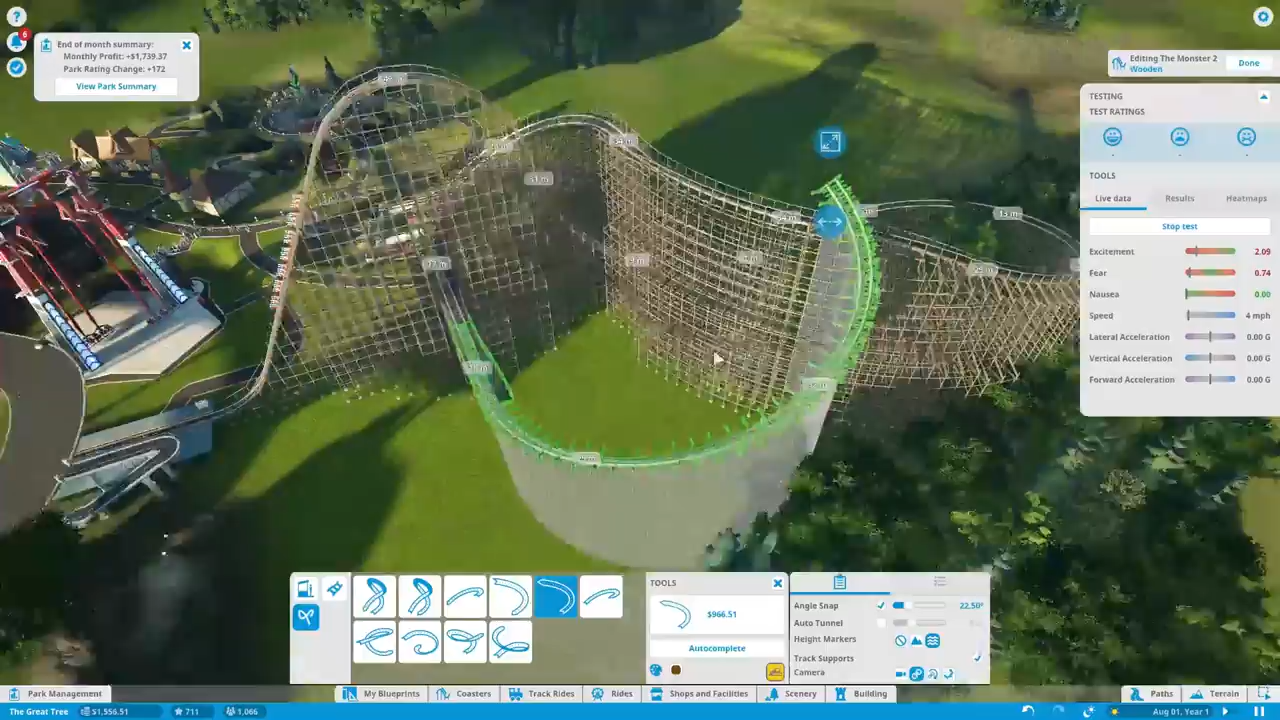 End of month summary:
Monthly Profit: +$1,739.37
Park Rating Change: +172
View Park Summary
6
?
Editing The Monster 2
Wooden
Done
TESTING
TEST RATINGS
- - -
TOOLS
Live data Results Heatmaps
Stop test
Excitement 2.09
Fear 0.74
Nausea 0.00
Speed 4 mph
Lateral Acceleration 0.00 G
Vertical Acceleration 0.00 G
Forward Acceleration 0.00 G
TOOLS
$966.51
Autocomplete
Angle Snap 22.50°
Auto Tunnel
Height Markers
Track Supports
Camera
Park Management My Blueprints Coasters Track Rides Rides Shops and Facilities Scenery Building Paths Terrain
The Great Tree $1,556.51 711 1,066 Aug 01, Year 1